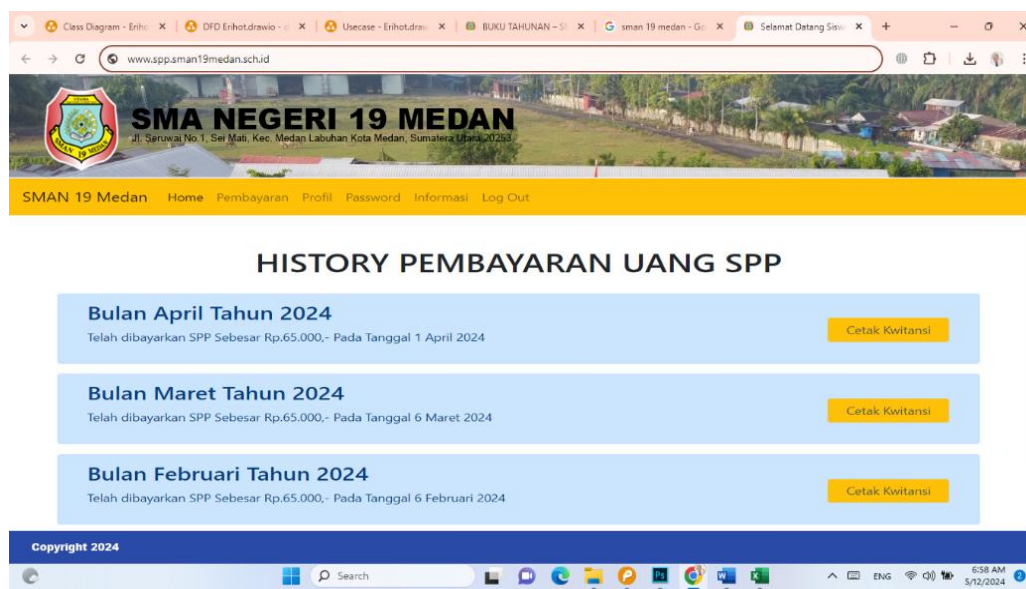 Class Diagram - Eriho
DFD Erihot.drawio - d
Usecase - Erihot.draw
BUKU TAHUNAN – S
sman 19 medan - Go
Selamat Datang Sisw
www.spp.sman19medan.sch.id
SMA NEGERI 19 MEDAN
Jl. Seruwai No.1, Sei Mati, Kec. Medan Labuhan Kota Medan, Sumatera Utara 20253
SMAN 19 Medan Home Pembayaran Profil Password Informasi Log Out
HISTORY PEMBAYARAN UANG SPP
Bulan April Tahun 2024
Telah dibayarkan SPP Sebesar Rp.65.000,- Pada Tanggal 1 April 2024
Cetak Kwitansi
Bulan Maret Tahun 2024
Telah dibayarkan SPP Sebesar Rp.65.000,- Pada Tanggal 6 Maret 2024
Cetak Kwitansi
Bulan Februari Tahun 2024
Telah dibayarkan SPP Sebesar Rp.65.000,- Pada Tanggal 6 Februari 2024
Cetak Kwitansi
Copyright 2024
Search
ENG
6:58 AM
5/12/2024
2